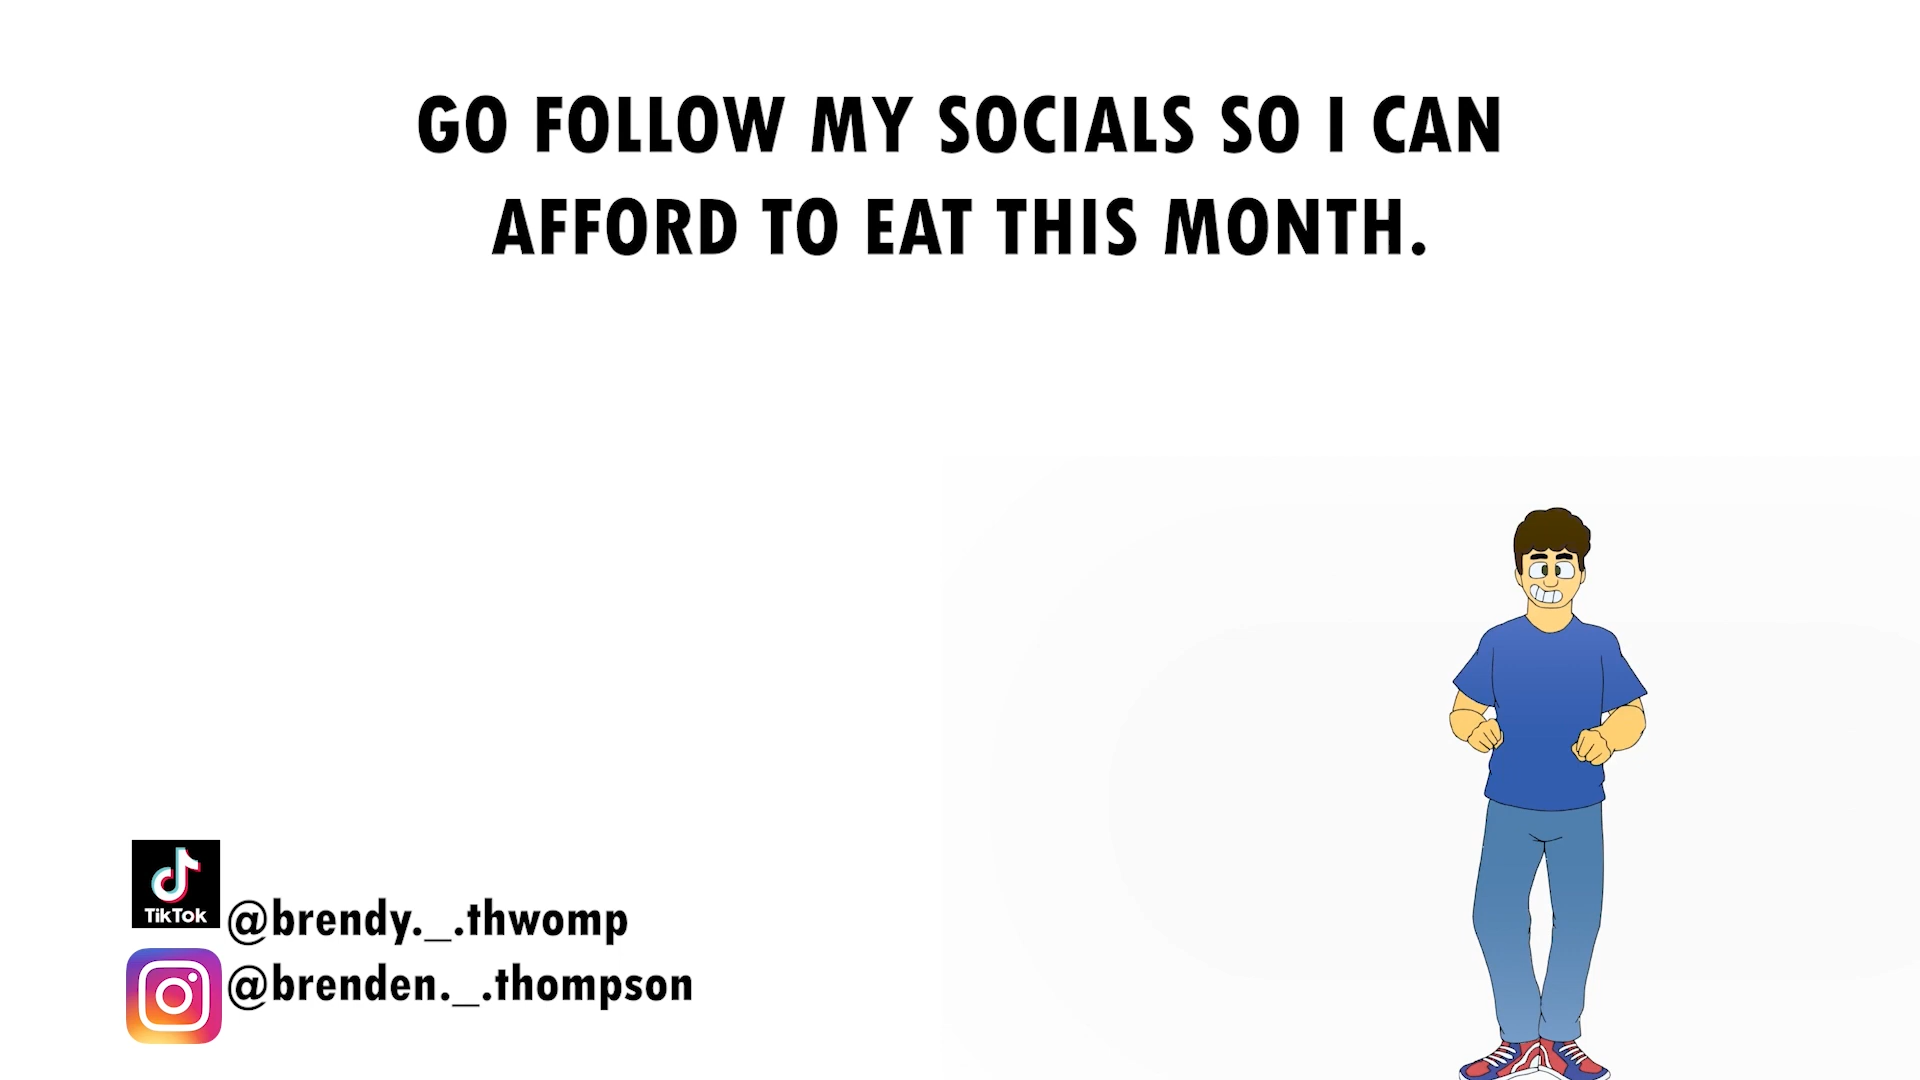 GO FOLLOW MY SOCIALS SO I CAN
AFFORD TO EAT THIS MONTH.
TikTok
@brendy._.thwomp
@brenden._.thompson